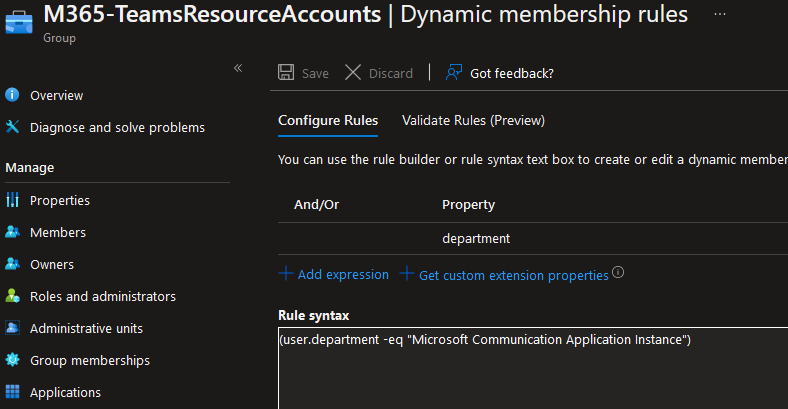 M365-TeamsResourceAccounts | Dynamic membership rules ...
Group
«
Overview
Diagnose and solve problems
Manage
Properties
Members
Owners
Roles and administrators
Administrative units
Group memberships
Applications
Save Discard | Got feedback?
Configure Rules Validate Rules (Preview)
You can use the rule builder or rule syntax text box to create or edit a dynamic member
And/Or Property
department
+ Add expression + Get custom extension properties
Rule syntax
(user.department -eq "Microsoft Communication Application Instance")